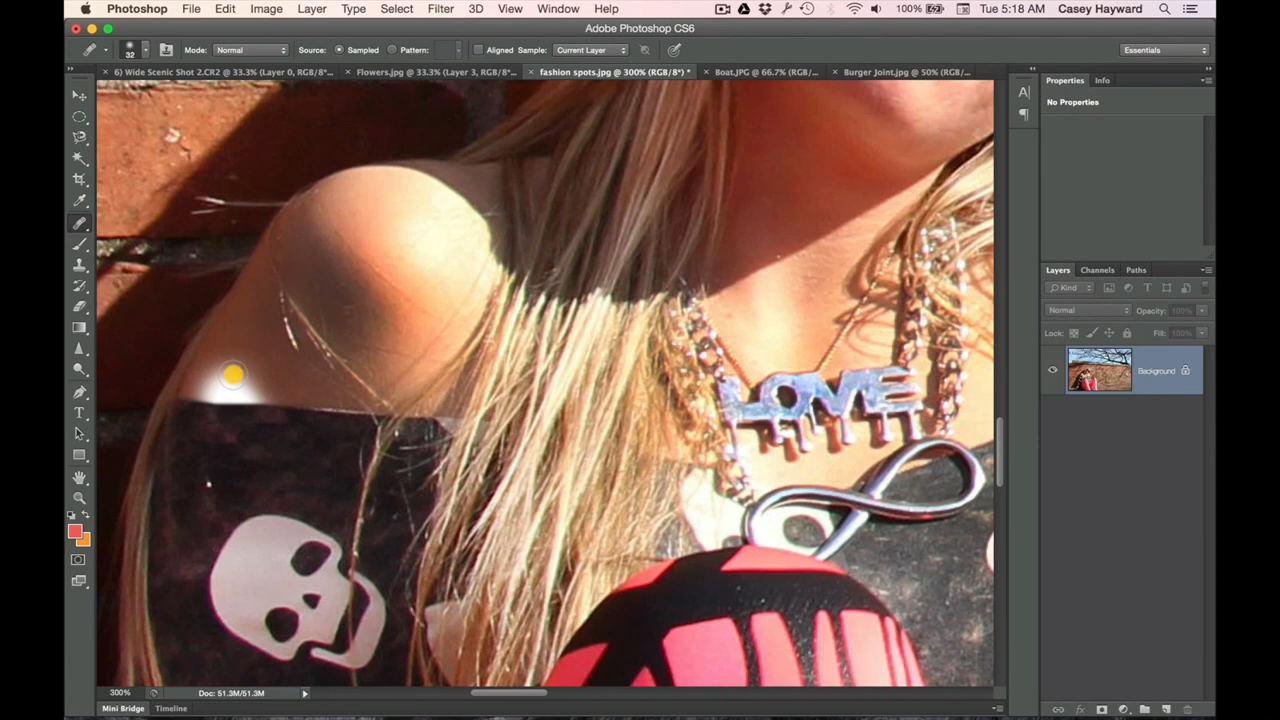 Photoshop File Edit Image Layer Type Select Filter 3D View Window Help 100% Tue 5:18 AM Casey Hayward
Adobe Photoshop CS6
32 Mode: Normal Source: Sampled Pattern: Aligned Sample: Current Layer Essentials
6) Wide Scenic Shot 2.CR2 @ 33.3% (Layer 0, RGB/8*... Flowers.jpg @ 33.3% (Layer 3, RGB/8*... fashion spots.jpg @ 300% (RGB/8*) * Boat.JPG @ 66.7% (RGB/... Burger Joint.jpg @ 50% (RGB/8*)...
Properties Info
No Properties
Layers Channels Paths
Kind
Normal Opacity: 100%
Lock: Fill: 100%
Background
LOVE
300% Doc: 51.3M/51.3M
Mini Bridge Timeline